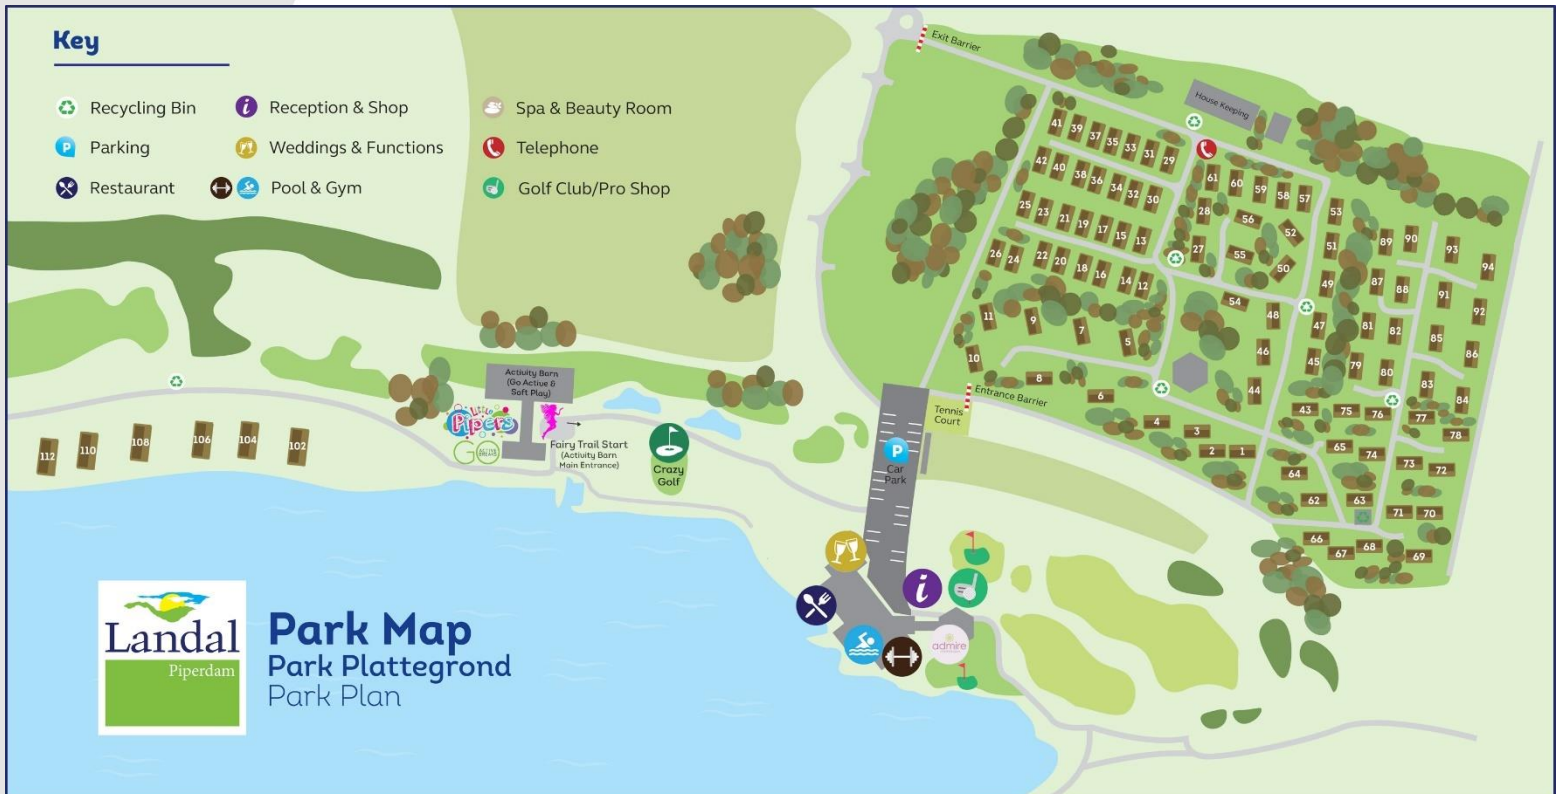 Key
Recycling Bin
Reception & Shop
Spa & Beauty Room
P
Parking
Weddings & Functions
Telephone
Restaurant
Pool & Gym
Golf Club/Pro Shop
Exit Barrier
House Keeping
41 39 37 35 33 31 29
42 40 38 36 34 32 30
25 23 21 19 17 15 13
26 24 22 20 18 16 14 12
11 9 7 5
10 8 6
4 3 2 1
61 60 59 58 57
28 56 52 53
27 55 50 51
54 48 49
46 47 45
44
89 90 93 94
87 88 91 92
81 82 85 86
79 80 83 84
43 75 76 77 78
65 74 73 72
64 62 63 71 70
66 67 68 69
Entrance Barrier
Tennis
Court
P
Car
Park
Activity Barn
(Go Active &
Soft Play)
Little
Pipers
GO
Fairy Trail Start
(Activity Barn
Main Entrance)
Crazy
Golf
112 110 108 106 104 102
i
admire
Landal
Piperdam
Park Map
Park Plattegrond
Park Plan